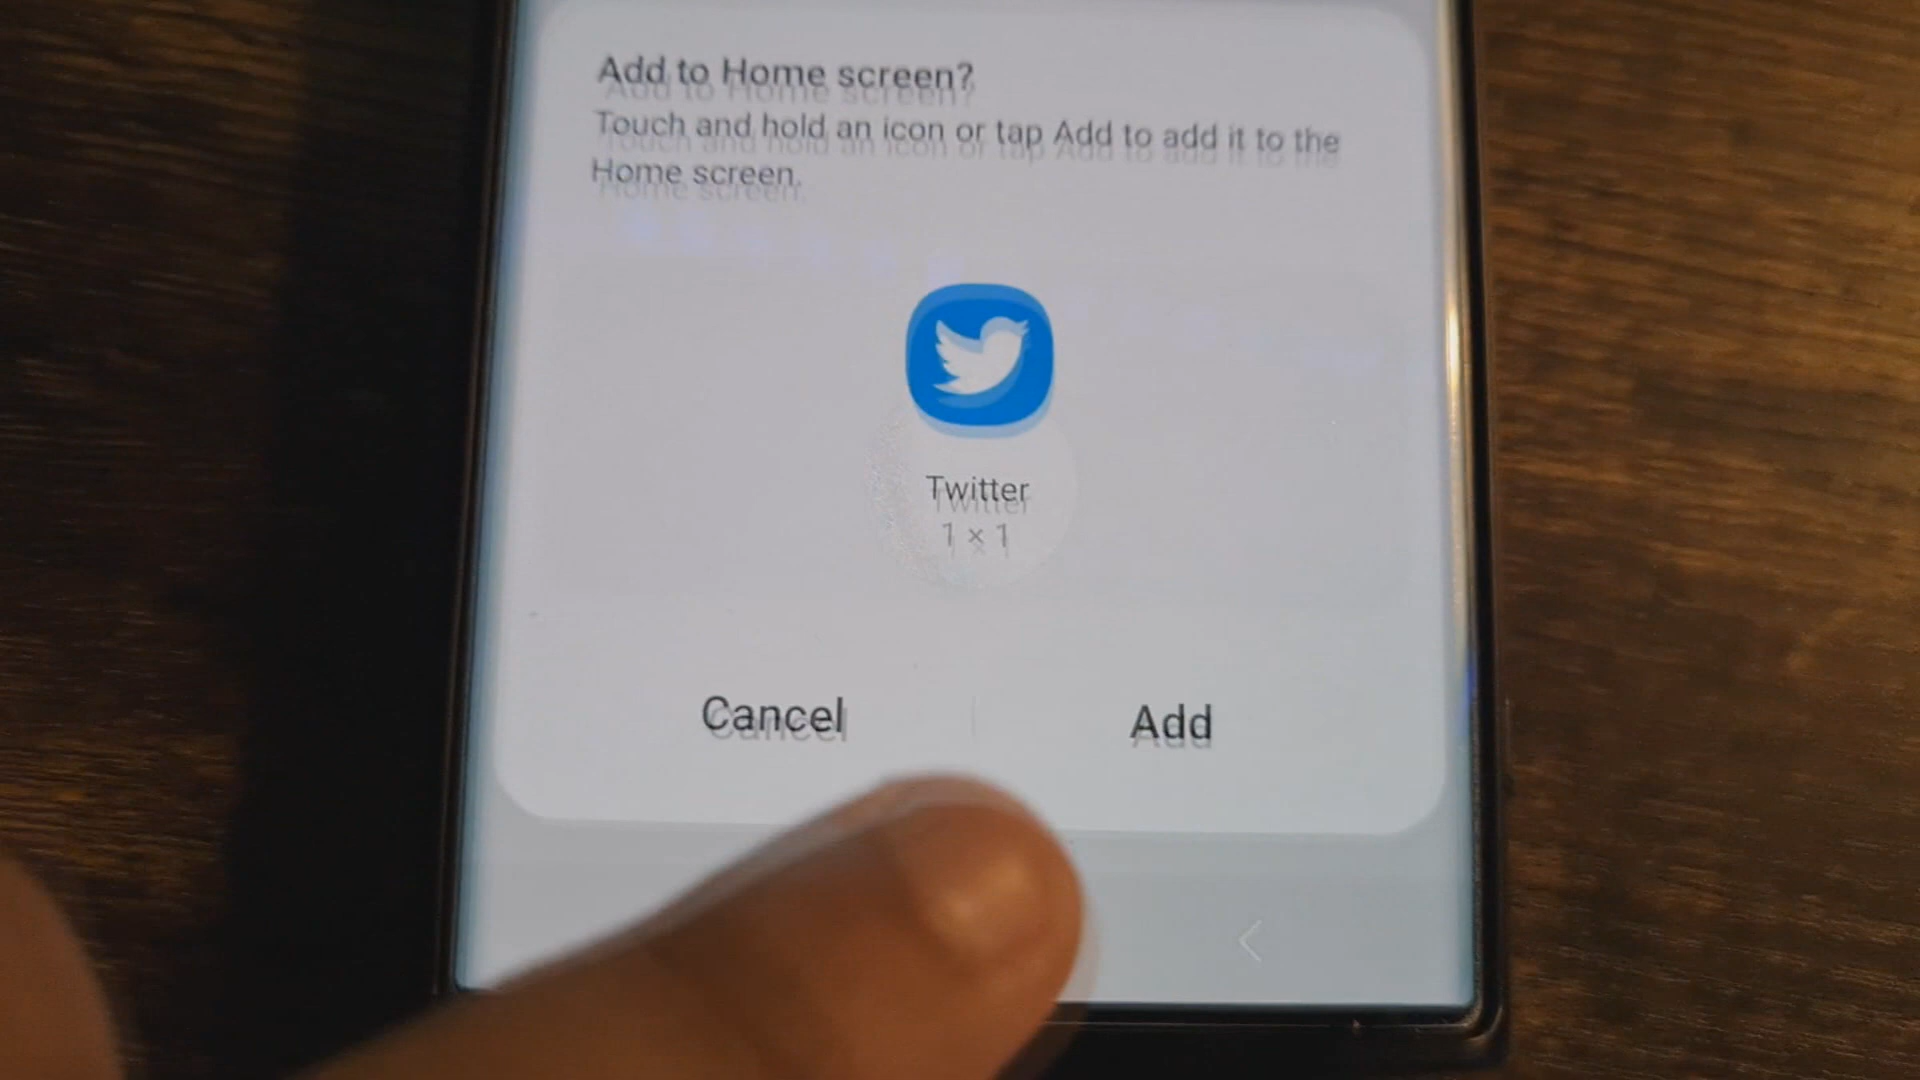 Add to Home screen?
Touch and hold an icon or tap Add to add it to the
Home screen.
Twitter
1 × 1
Cancel
Add